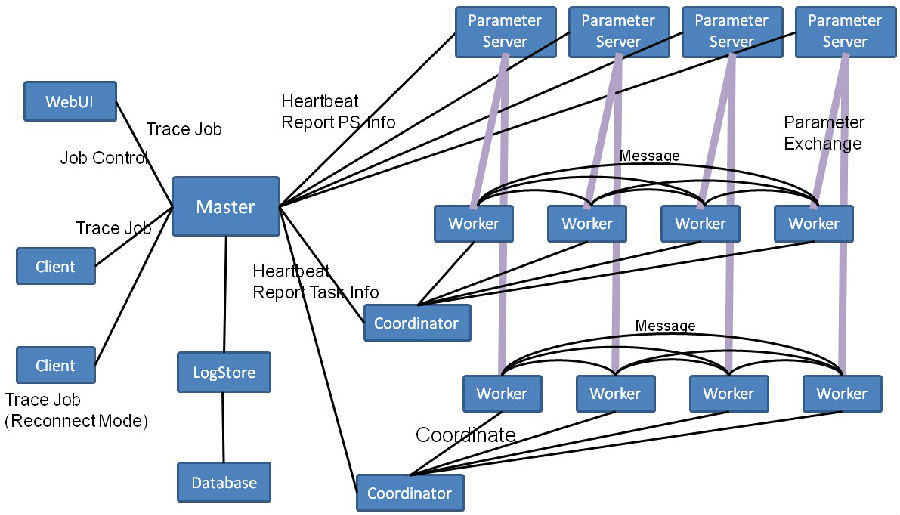 Parameter
Server
Parameter
Server
Parameter
Server
Parameter
Server
WebUI
Heartbeat
Report PS Info
Trace Job
Job Control
Parameter
Exchange
Message
Master
Worker
Worker
Worker
Worker
Trace Job
Client
Heartbeat
Report Task Info
Coordinator
Message
Client
LogStore
Worker
Worker
Worker
Worker
Trace Job
(Reconnect Mode)
Coordinate
Database
Coordinator